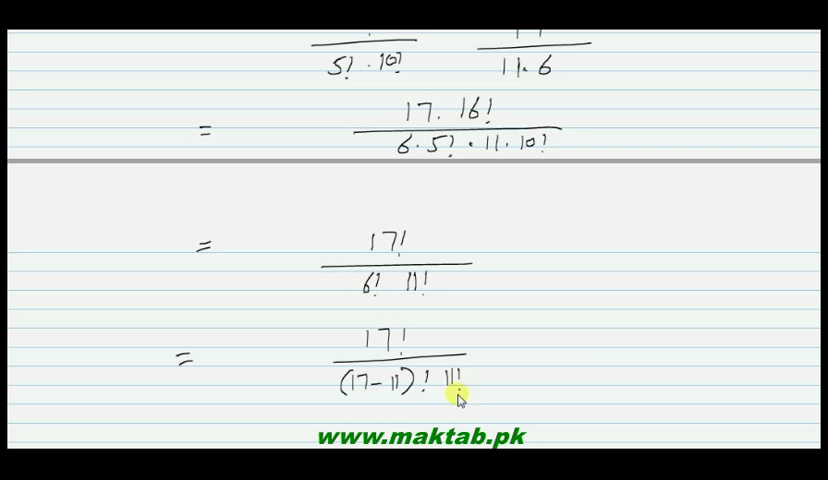 5! · 10! 11 · 6
= 17 · 16! / 6 · 5! · 11 · 10!
= 17! / 6! 11!
= 17! / (17 - 11)! 11!
www.maktab.pk